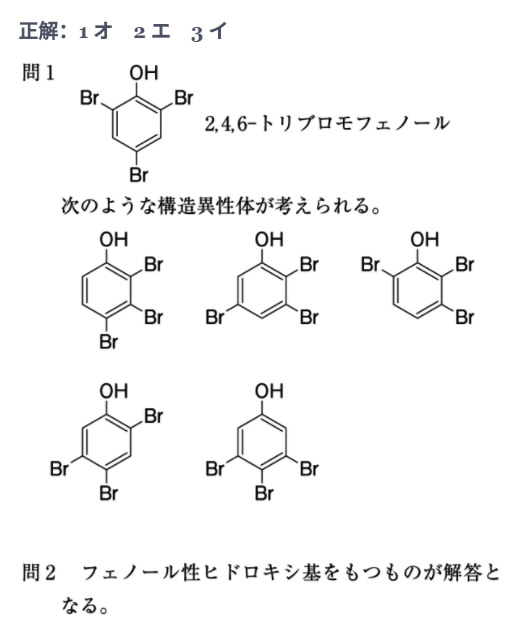 正解：1 オ　2 エ　3 イ
問1
OH
Br Br
2,4,6-トリブロモフェノール
Br
次のような構造異性体が考えられる。
OH OH OH
Br Br Br Br
Br Br Br Br
Br
OH OH
Br
Br Br Br
Br Br
問2　フェノール性ヒドロキシ基をもつものが解答と
なる。